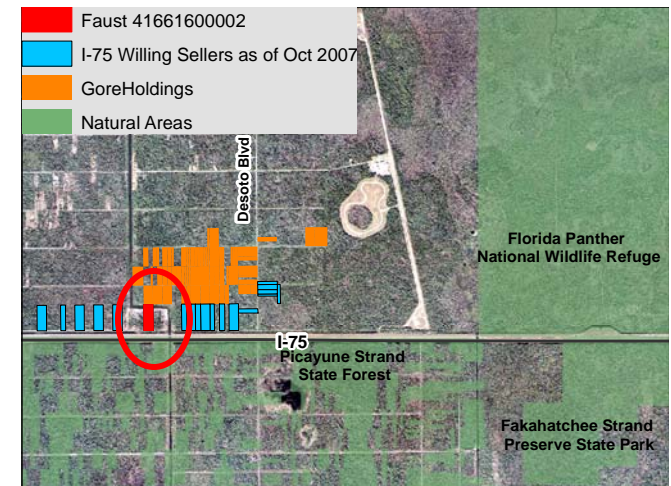 Faust 41661600002
I-75 Willing Sellers as of Oct 2007
GoreHoldings
Natural Areas
Desoto Blvd
Florida Panther
National Wildlife Refuge
I-75
Picayune Strand
State Forest
Fakahatchee Strand
Preserve State Park